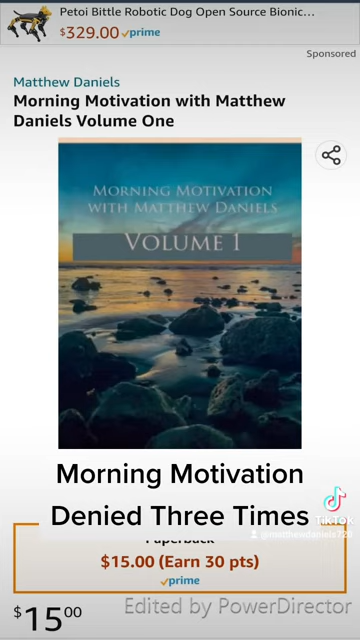 Petoi Bittle Robotic Dog Open Source Bionic...
$329.00 prime
Sponsored
Matthew Daniels
Morning Motivation with Matthew
Daniels Volume One
MORNING MOTIVATION
WITH MATTHEW DANIELS
VOLUME 1
Morning Motivation
Denied Three Times
TikTok
@matthewdaniels726
Paperback
$15.00 (Earn 30 pts)
prime
$15 00
Edited by PowerDirector